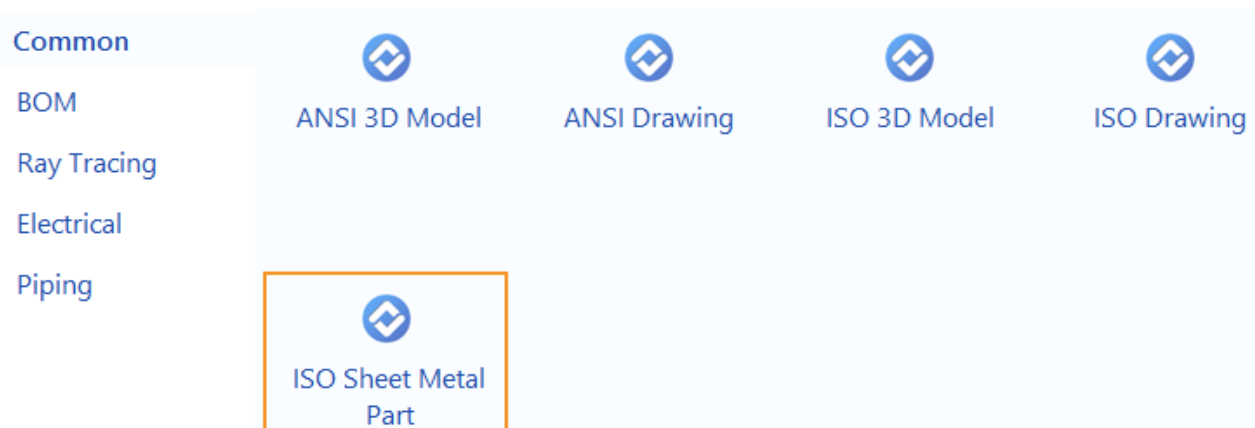 Common
BOM
Ray Tracing
Electrical
Piping
ANSI 3D Model
ANSI Drawing
ISO 3D Model
ISO Drawing
ISO Sheet Metal
Part